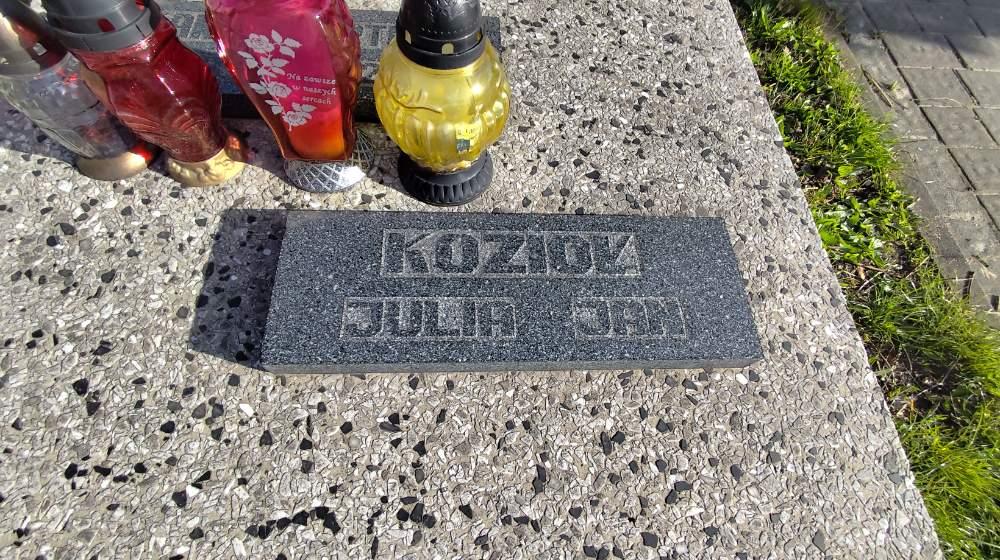 Na zawsze
w naszych
sercach
KOZIOŁ
JULIA JAN